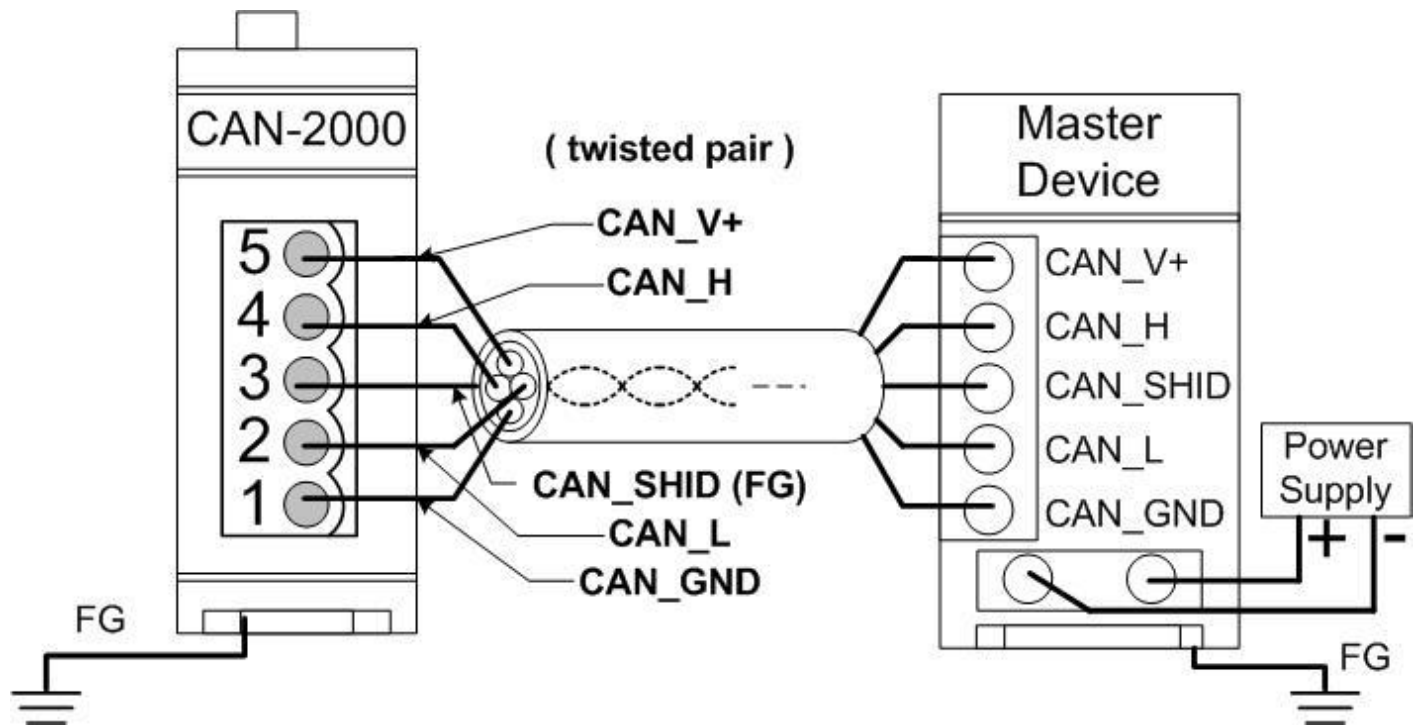 CAN-2000
( twisted pair )
CAN_V+
CAN_H
5
4
3
2
1
CAN_SHID (FG)
CAN_L
CAN_GND
FG
Master
Device
CAN_V+
CAN_H
CAN_SHID
CAN_L
CAN_GND
Power
Supply
+ -
FG